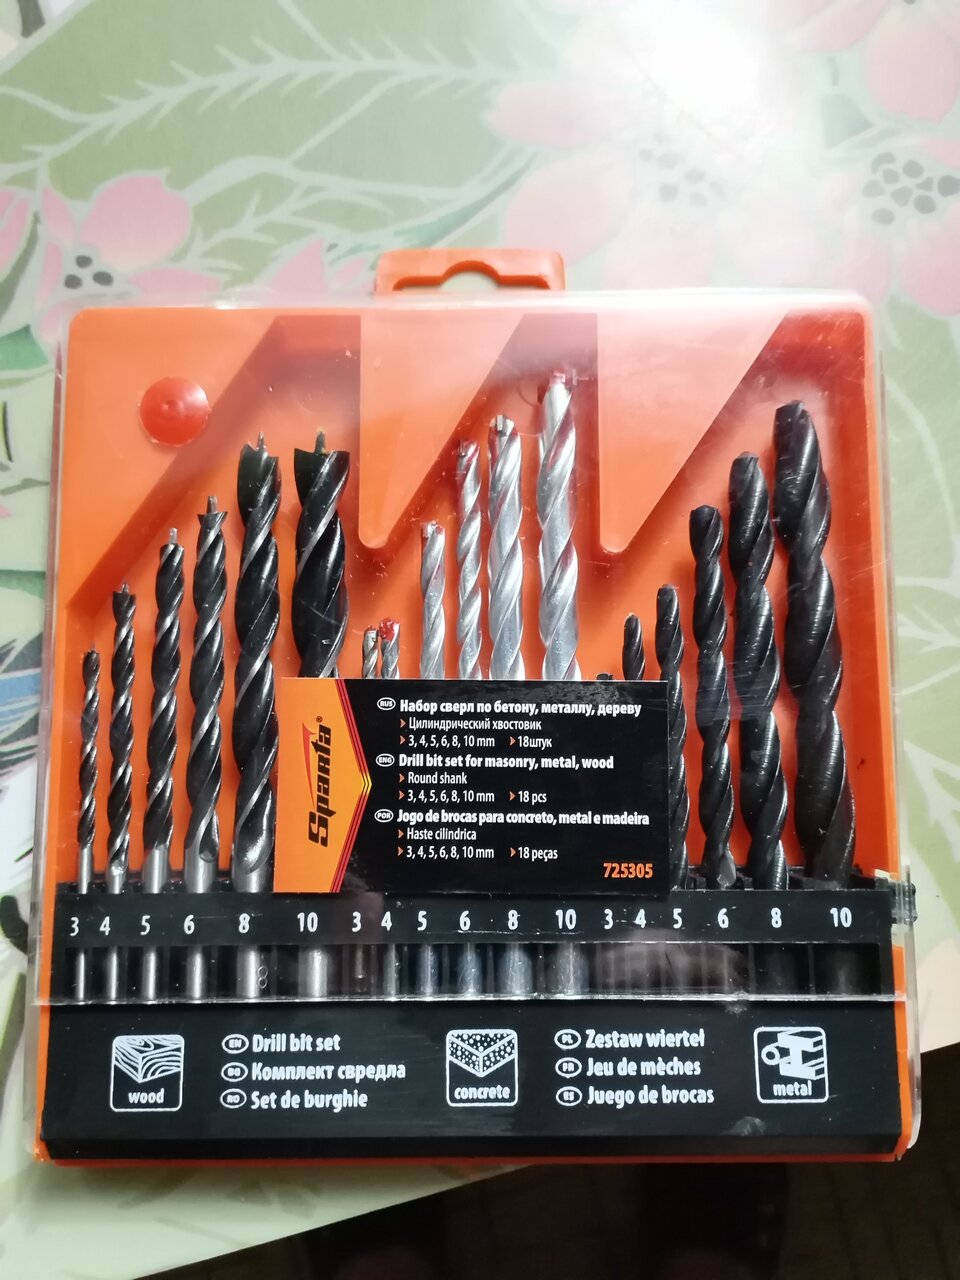 Sparta®
RUS Набор сверл по бетону, металлу, дереву
Цилиндрический хвостовик
3, 4, 5, 6, 8, 10 mm 18штук
ENG Drill bit set for masonry, metal, wood
Round shank
3, 4, 5, 6, 8, 10 mm 18 pcs
POR Jogo de brocas para concreto, metal e madeira
Haste cilíndrica
3, 4, 5, 6, 8, 10 mm 18 peças
725305
3 4 5 6 8 10 3 4 5 6 8 10 3 4 5 6 8 10
8
wood
EN Drill bit set
BG Комплект свредла
RO Set de burghie
concrete
PL Zestaw wiertel
FR Jeu de mèches
ES Juego de brocas
metal